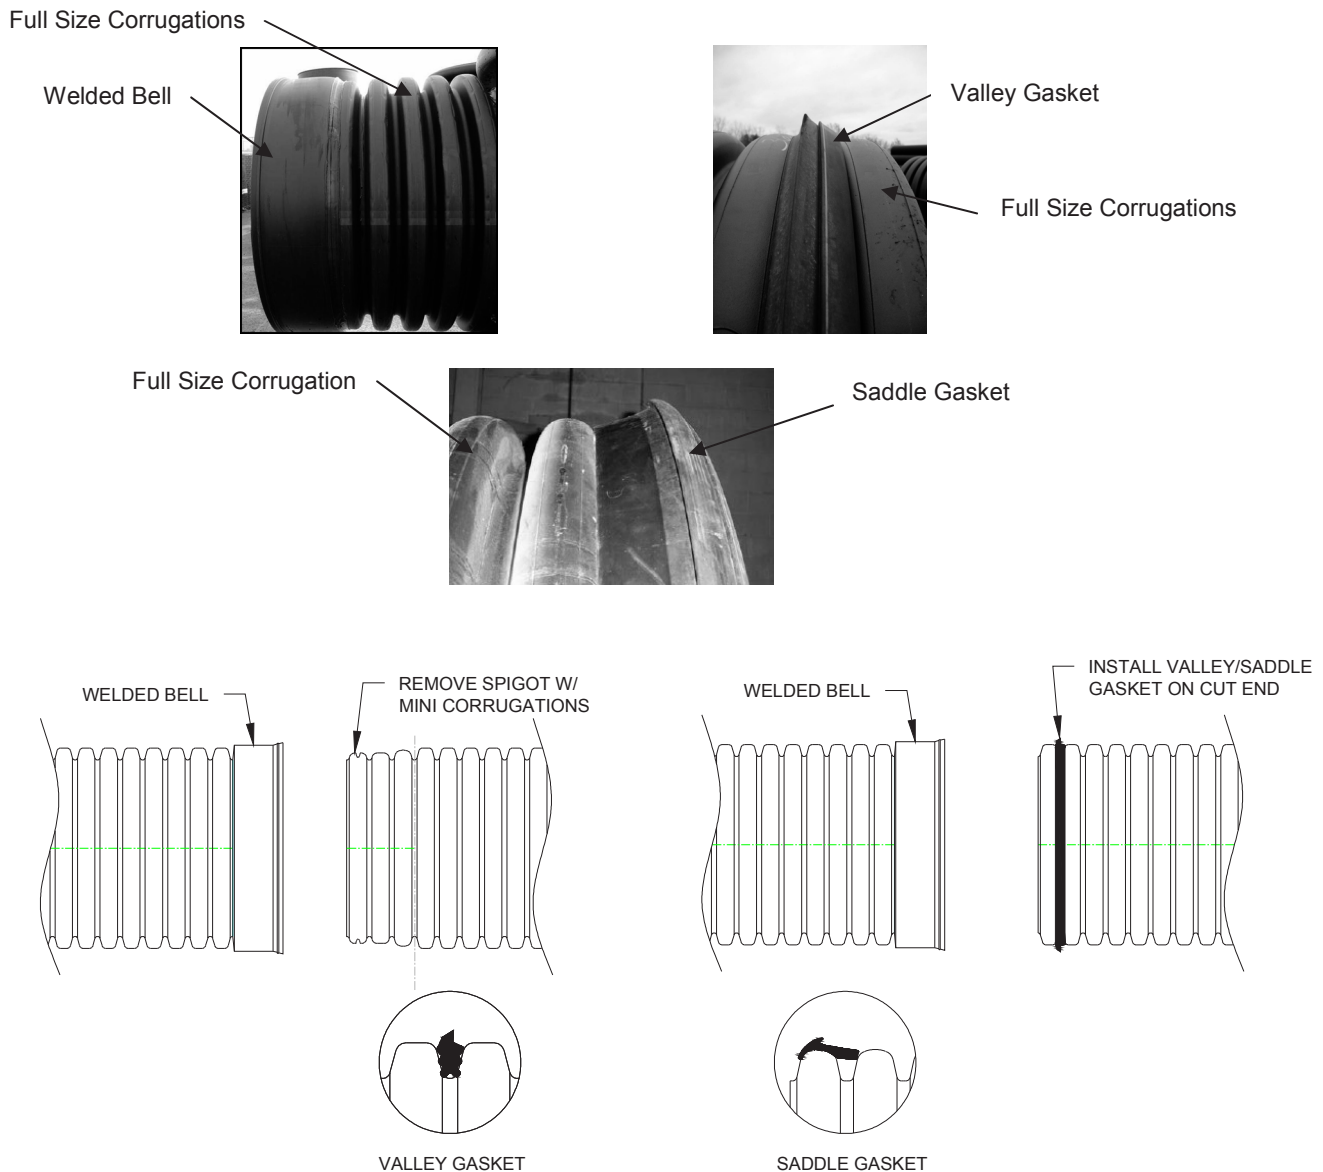 Full Size Corrugations
Welded Bell
Valley Gasket
Full Size Corrugations
Full Size Corrugation
Saddle Gasket
WELDED BELL
REMOVE SPIGOT W/
MINI CORRUGATIONS
WELDED BELL
INSTALL VALLEY/SADDLE
GASKET ON CUT END
VALLEY GASKET
SADDLE GASKET